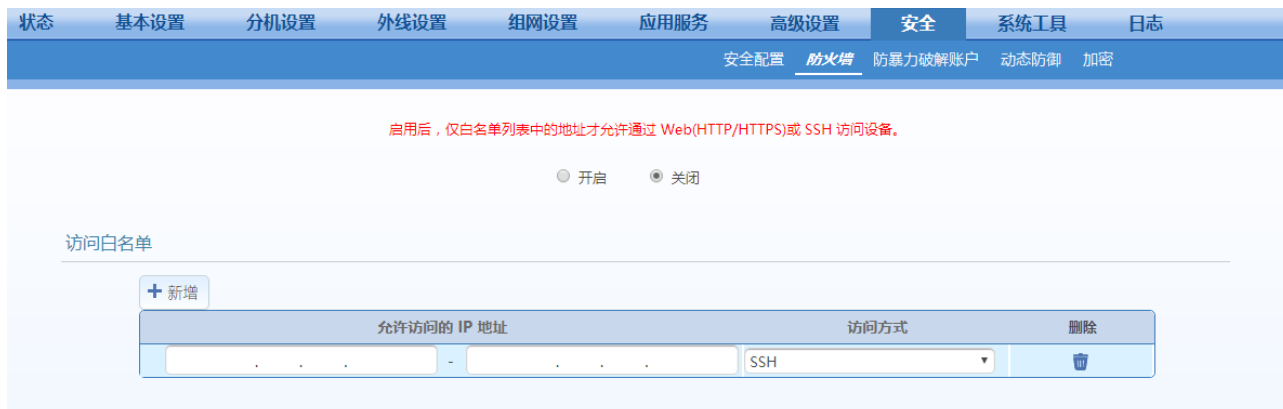 状态 基本设置 分机设置 外线设置 组网设置 应用服务 高级设置 安全 系统工具 日志
安全配置 防火墙 防暴力破解账户 动态防御 加密
启用后，仅白名单列表中的地址才允许通过 Web(HTTP/HTTPS)或 SSH 访问设备。
开启 关闭
访问白名单
+ 新增
允许访问的 IP 地址 访问方式 删除
. . . - . . . SSH